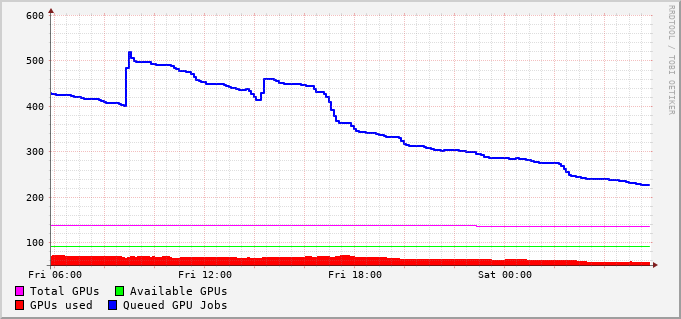 600
500
400
300
200
100
Fri 06:00 Fri 12:00 Fri 18:00 Sat 00:00
Total GPUs Available GPUs
GPUs used Queued GPU Jobs
RRDTOOL / TOBI OETIKER